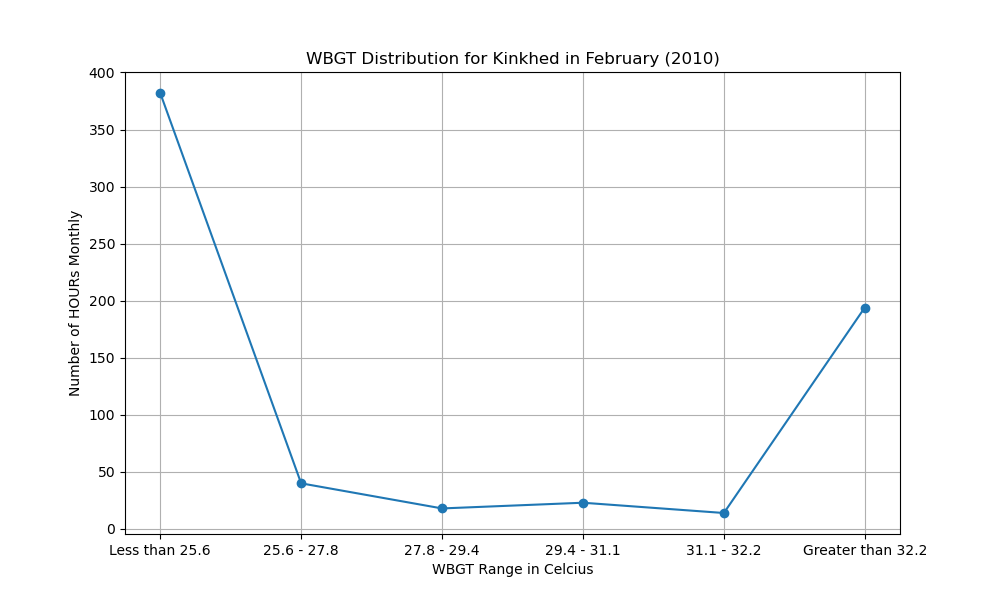 WBGT Distribution for Kinkhed in February (2010)
400
350
300
250
200
150
100
50
0
Number of HOURs Monthly
Less than 25.6 25.6 - 27.8 27.8 - 29.4 29.4 - 31.1 31.1 - 32.2 Greater than 32.2
WBGT Range in Celcius